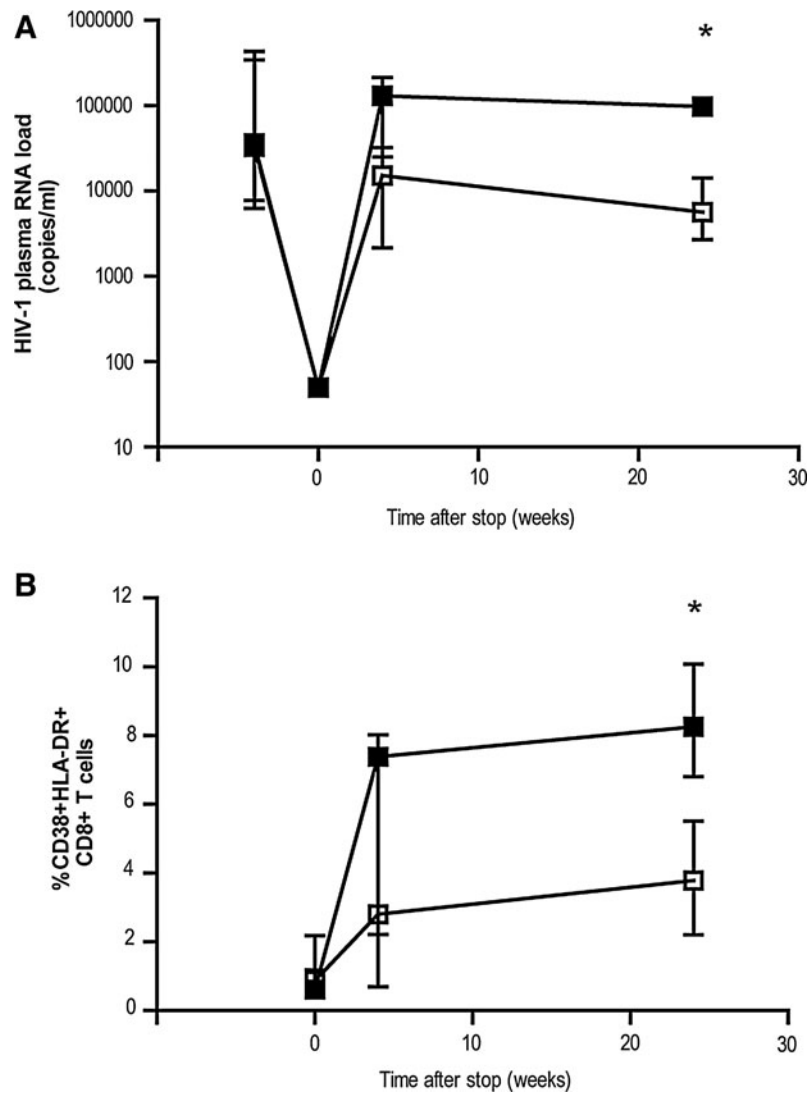 A
1000000
*
100000
10000
1000
100
10
HIV-1 plasma RNA load
(copies/ml)
0
10
20
30
Time after stop (weeks)
B
12
*
10
8
6
4
2
0
%CD38+HLA-DR+
CD8+ T cells
0
10
20
30
Time after stop (weeks)